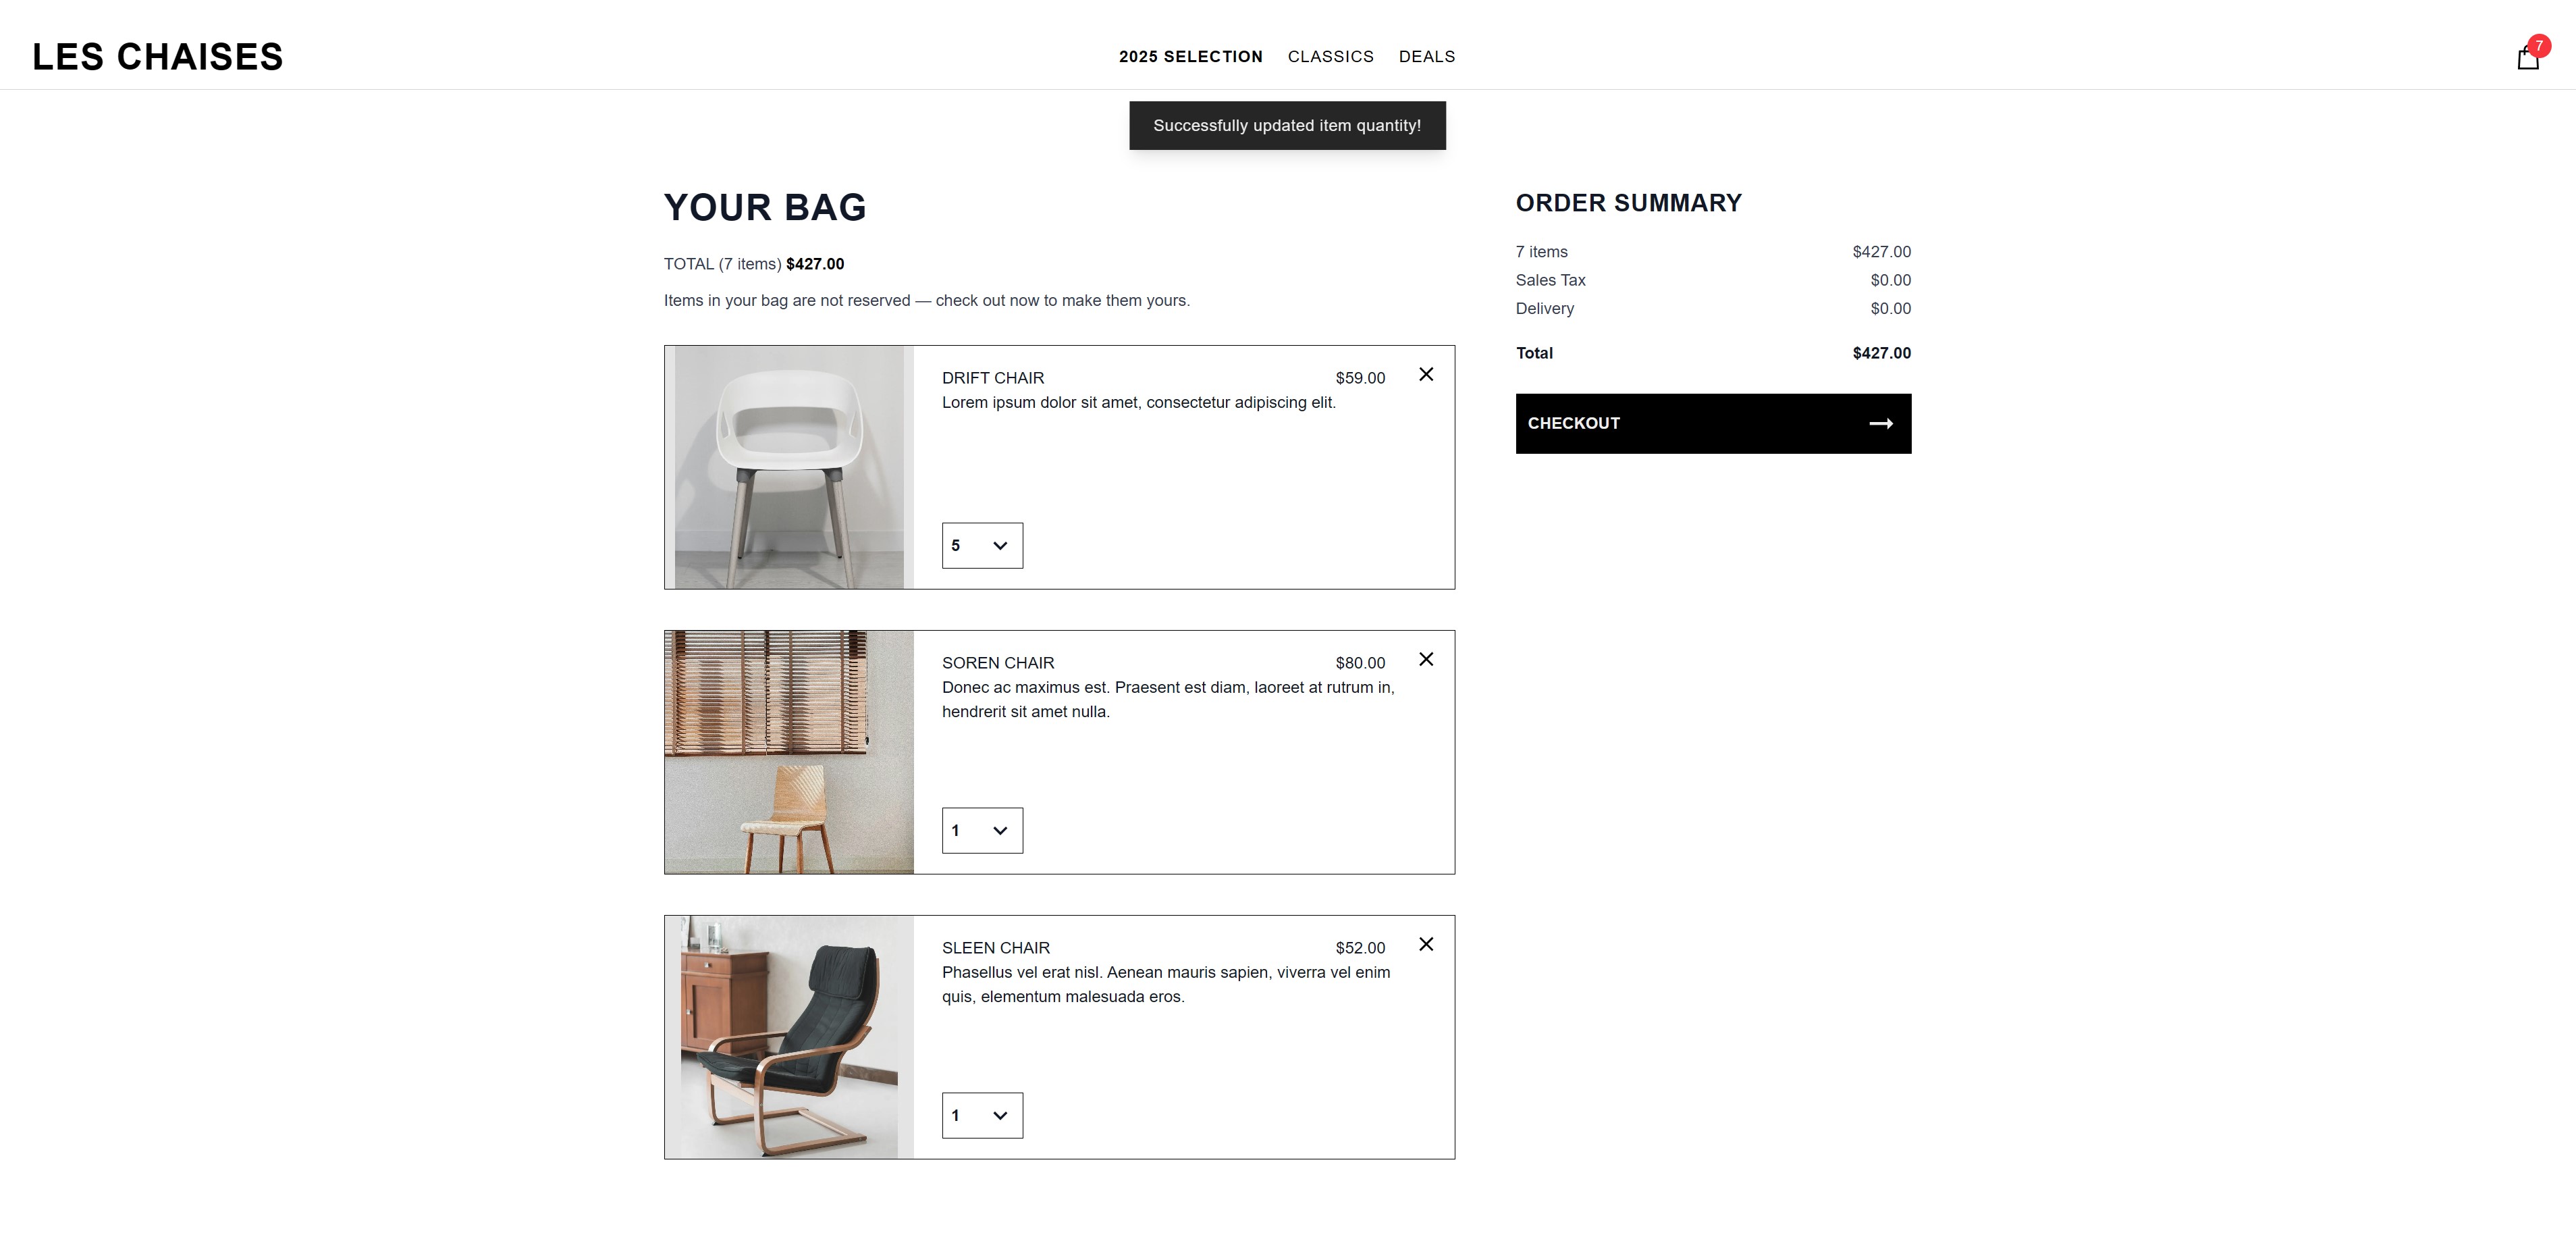 LES CHAISES
2025 SELECTION CLASSICS DEALS
7
Successfully updated item quantity!
YOUR BAG
TOTAL (7 items) $427.00
Items in your bag are not reserved — check out now to make them yours.
DRIFT CHAIR $59.00
Lorem ipsum dolor sit amet, consectetur adipiscing elit.
5
SOREN CHAIR $80.00
Donec ac maximus est. Praesent est diam, laoreet at rutrum in,
hendrerit sit amet nulla.
1
SLEEN CHAIR $52.00
Phasellus vel erat nisl. Aenean mauris sapien, viverra vel enim
quis, elementum malesuada eros.
1
ORDER SUMMARY
7 items $427.00
Sales Tax $0.00
Delivery $0.00
Total $427.00
CHECKOUT